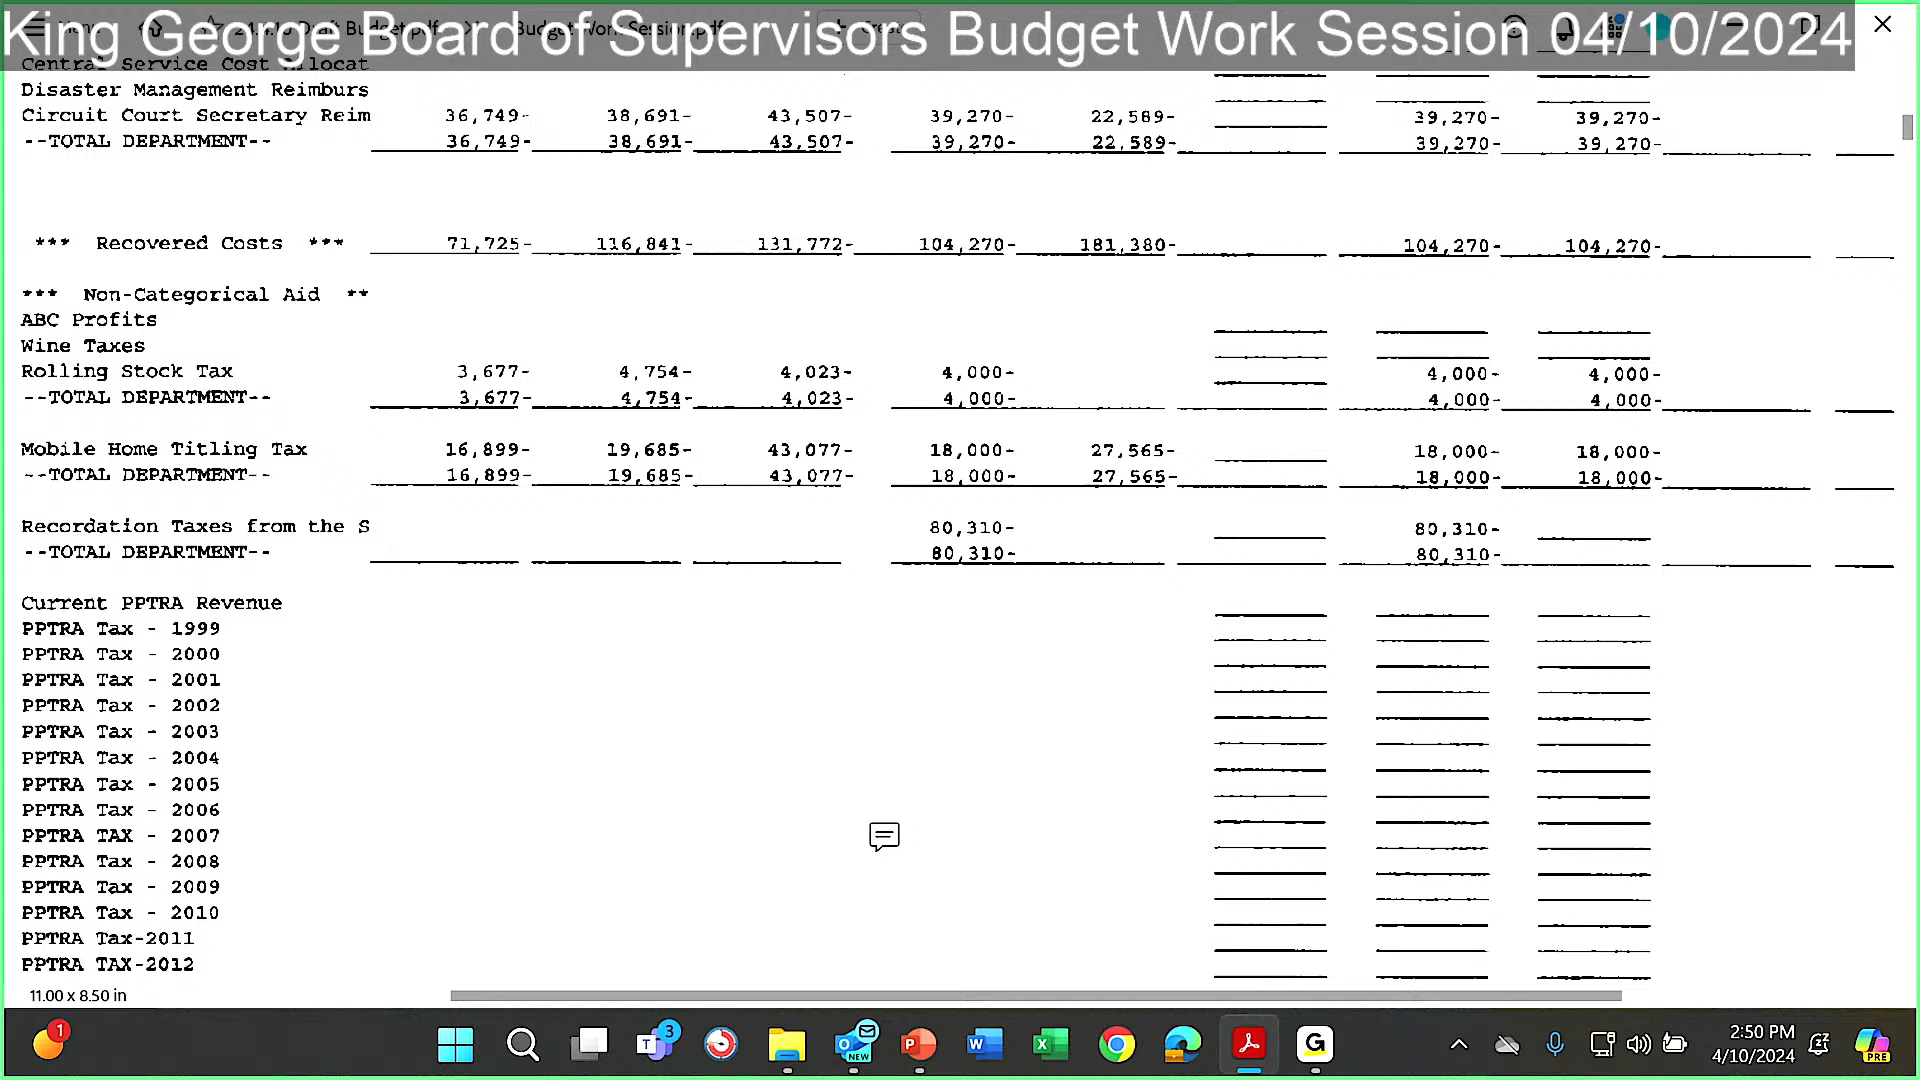 King George Board of Supervisors Budget Work Session 04/10/2024
Central Service Cost Allocat
Disaster Management Reimburs
Circuit Court Secretary Reim 36,749- 38,691- 43,507- 39,270- 22,589- 39,270- 39,270-
--TOTAL DEPARTMENT-- 36,749- 38,691- 43,507- 39,270- 22,589- 39,270- 39,270-
*** Recovered Costs *** 71,725- 116,841- 131,772- 104,270- 181,380- 104,270- 104,270-
*** Non-Categorical Aid **
ABC Profits
Wine Taxes
Rolling Stock Tax 3,677- 4,754- 4,023- 4,000- 4,000- 4,000-
--TOTAL DEPARTMENT-- 3,677- 4,754- 4,023- 4,000- 4,000- 4,000-
Mobile Home Titling Tax 16,899- 19,685- 43,077- 18,000- 27,565- 18,000- 18,000-
--TOTAL DEPARTMENT-- 16,899- 19,685- 43,077- 18,000- 27,565- 18,000- 18,000-
Recordation Taxes from the S 80,310- 80,310-
--TOTAL DEPARTMENT-- 80,310- 80,310-
Current PPTRA Revenue
PPTRA Tax - 1999
PPTRA Tax - 2000
PPTRA Tax - 2001
PPTRA Tax - 2002
PPTRA Tax - 2003
PPTRA Tax - 2004
PPTRA Tax - 2005
PPTRA Tax - 2006
PPTRA TAX - 2007
PPTRA Tax - 2008
PPTRA Tax - 2009
PPTRA Tax - 2010
PPTRA Tax-2011
PPTRA TAX-2012
11.00 x 8.50 in
1
3
NEW
2:50 PM
4/10/2024
PRE